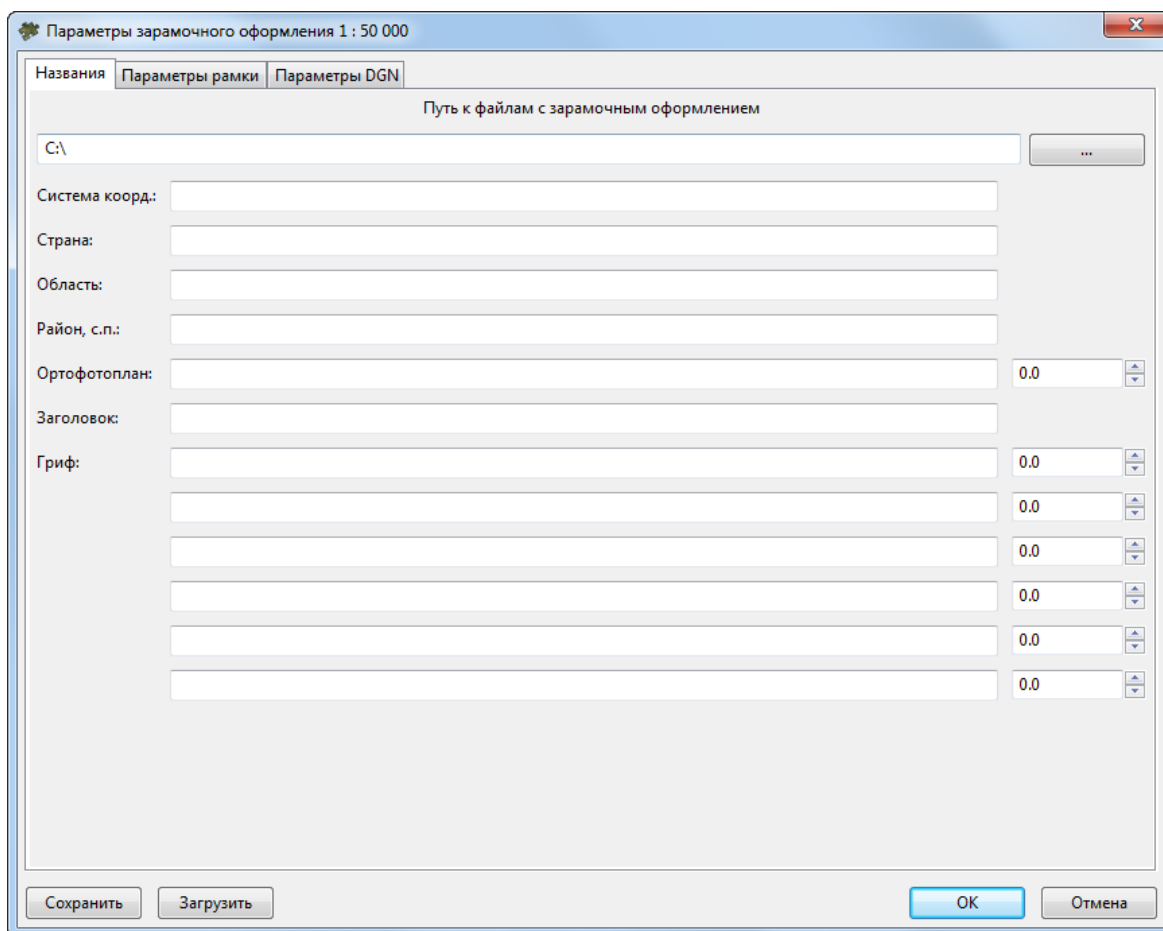 Параметры зарамочного оформления 1 : 50 000
Названия Параметры рамки Параметры DGN
Путь к файлам с зарамочным оформлением
C:\ ...
Система коорд.:
Страна:
Область:
Район, с.п.:
Ортофотоплан: 0.0
Заголовок:
Гриф: 0.0
0.0
0.0
0.0
0.0
0.0
Сохранить Загрузить OK Отмена